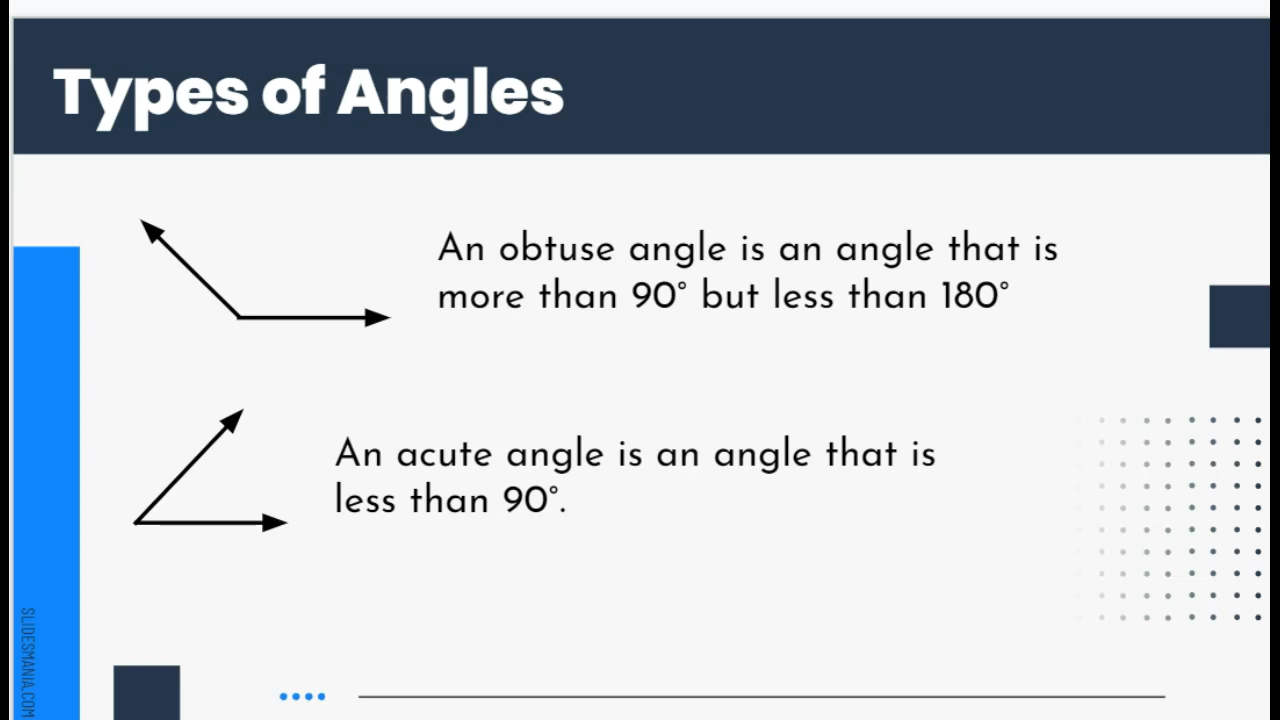 Types of Angles
An obtuse angle is an angle that is
more than 90° but less than 180°
An acute angle is an angle that is
less than 90°.
SLIDESMANIA.COM